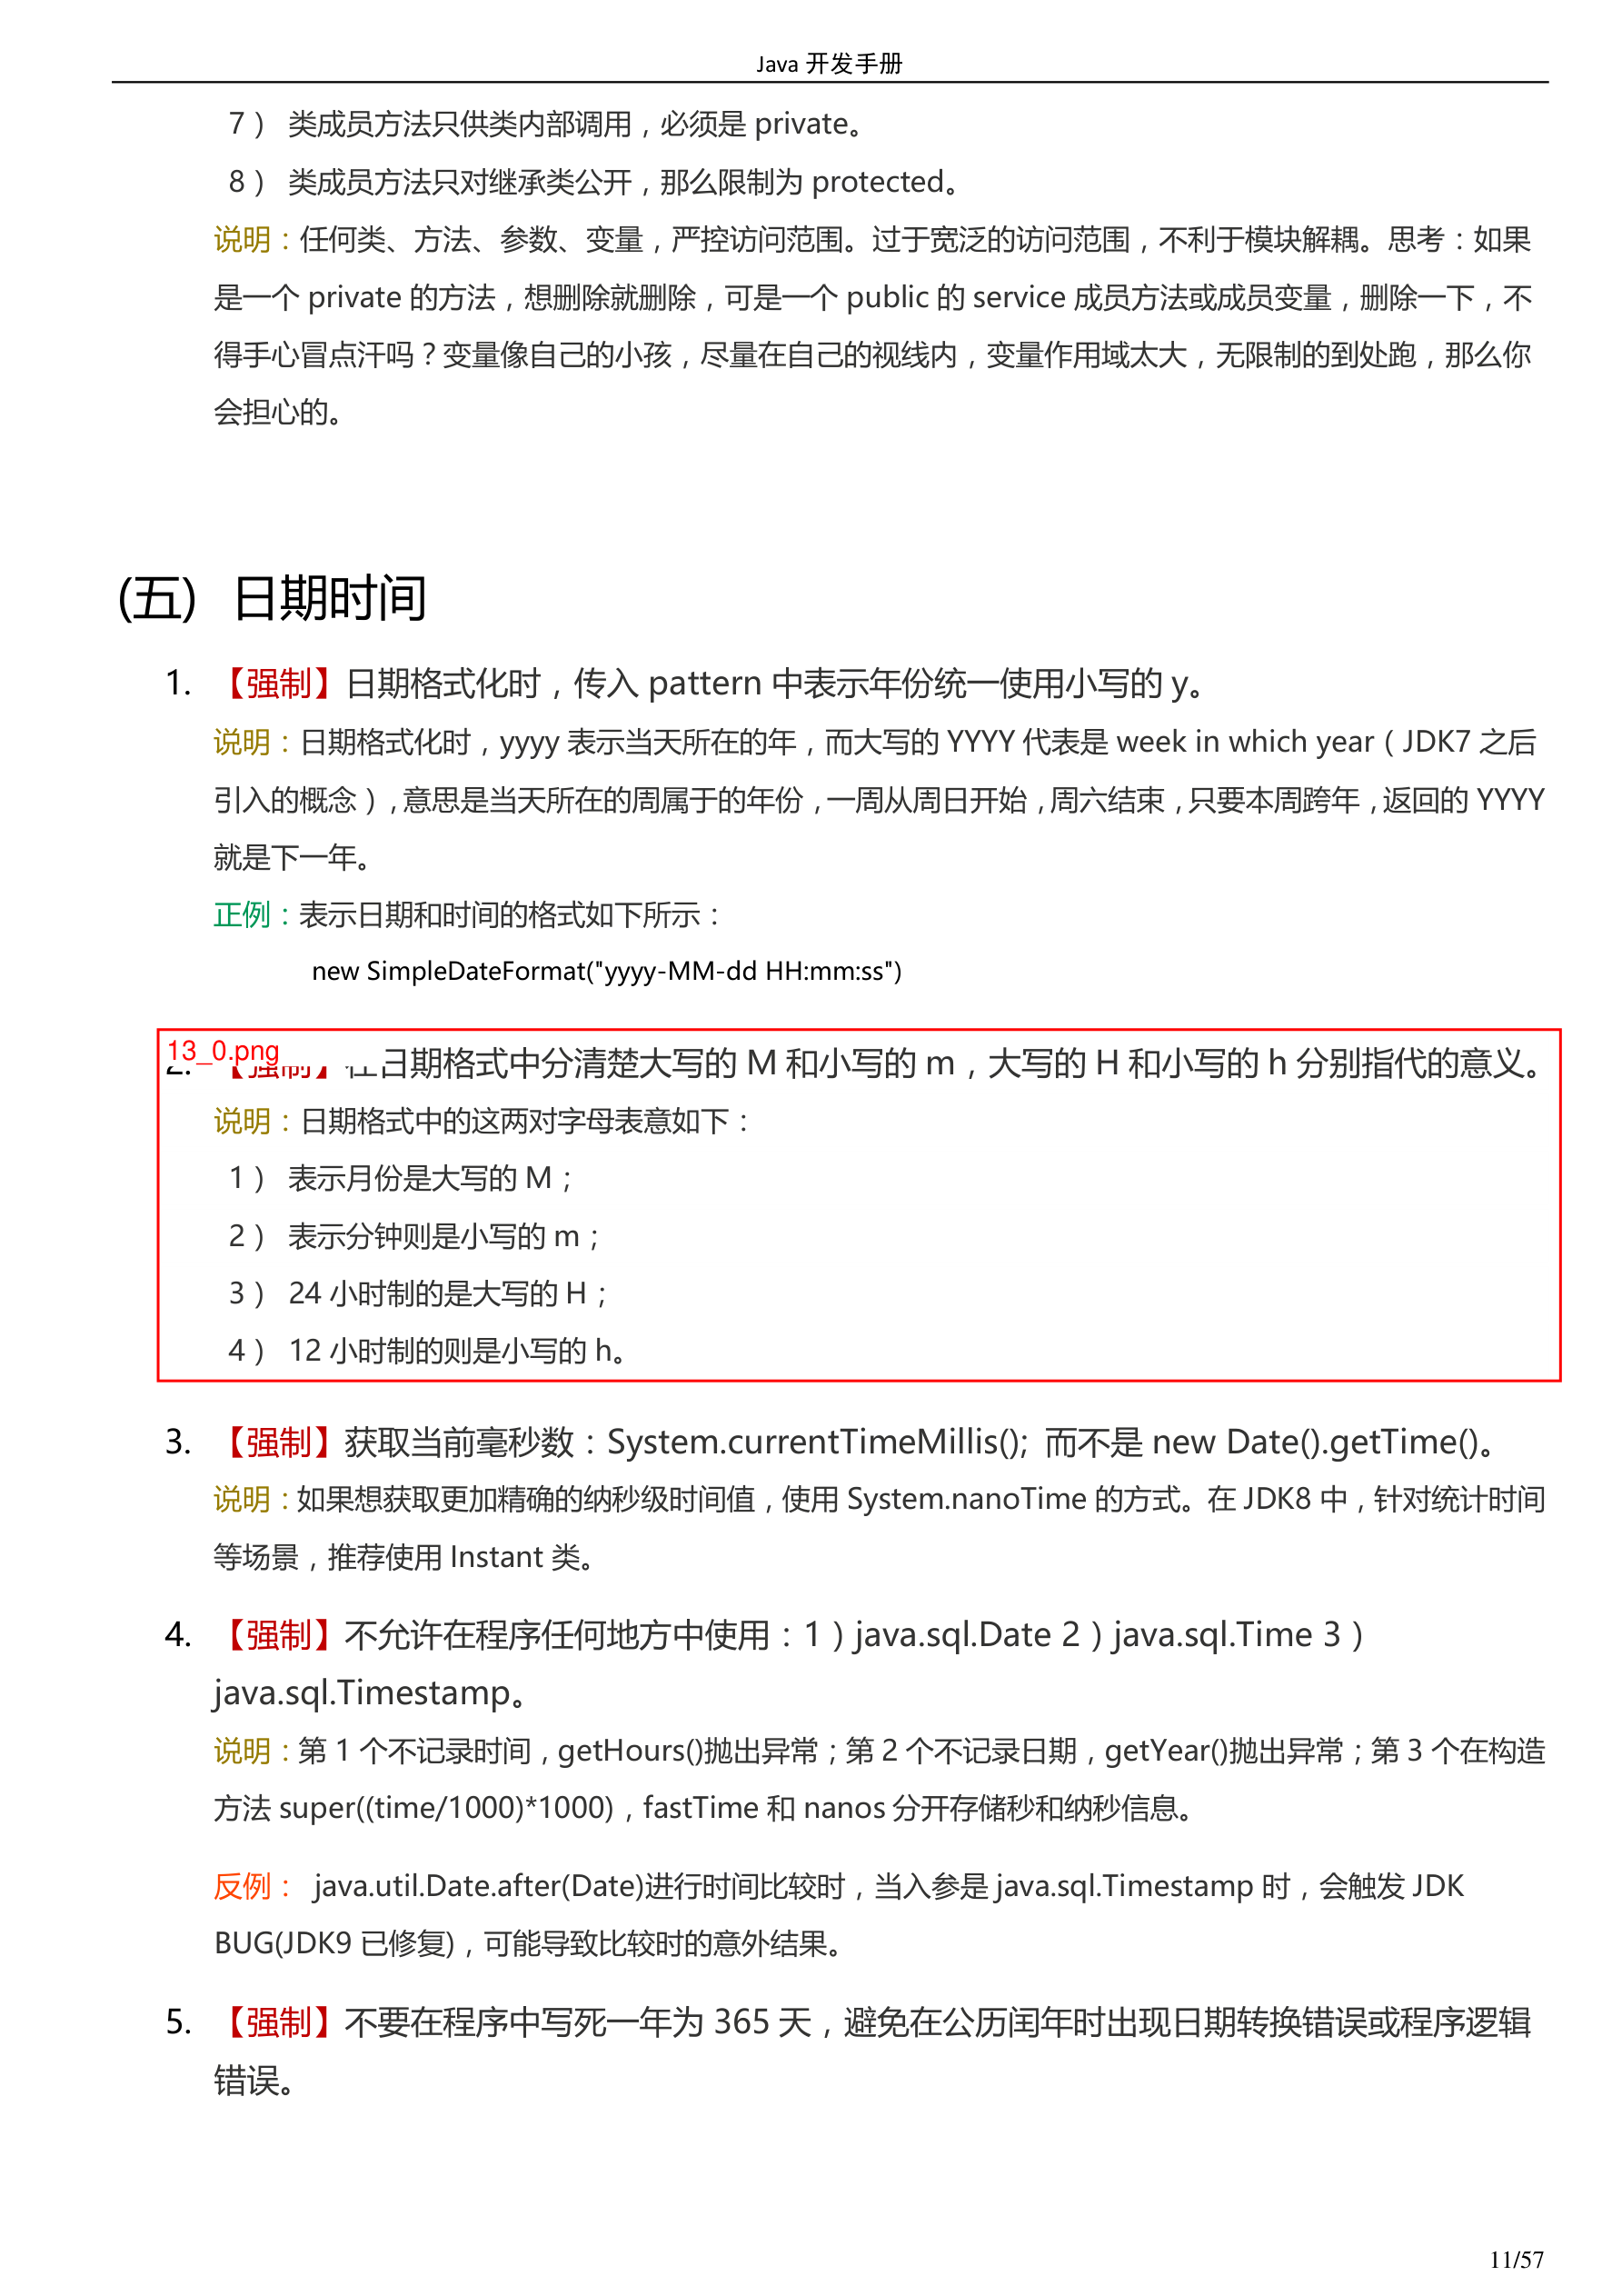 Java 开发手册
7） 类成员方法只供类内部调用，必须是 private。
8） 类成员方法只对继承类公开，那么限制为 protected。
说明：任何类、方法、参数、变量，严控访问范围。过于宽泛的访问范围，不利于模块解耦。思考：如果
是一个 private 的方法，想删除就删除，可是一个 public 的 service 成员方法或成员变量，删除一下，不
得手心冒点汗吗？变量像自己的小孩，尽量在自己的视线内，变量作用域太大，无限制的到处跑，那么你
会担心的。
(五) 日期时间
1. 【强制】日期格式化时，传入 pattern 中表示年份统一使用小写的 y。
说明：日期格式化时，yyyy 表示当天所在的年，而大写的 YYYY 代表是 week in which year（JDK7 之后
引入的概念），意思是当天所在的周属于的年份，一周从周日开始，周六结束，只要本周跨年，返回的 YYYY
就是下一年。
正例：表示日期和时间的格式如下所示：
new SimpleDateFormat("yyyy-MM-dd HH:mm:ss")
13_0.png
2. 【强制】在日期格式中分清楚大写的 M 和小写的 m，大写的 H 和小写的 h 分别指代的意义。
说明：日期格式中的这两对字母表意如下：
1） 表示月份是大写的 M；
2） 表示分钟则是小写的 m；
3） 24 小时制的是大写的 H；
4） 12 小时制的则是小写的 h。
3. 【强制】获取当前毫秒数：System.currentTimeMillis(); 而不是 new Date().getTime()。
说明：如果想获取更加精确的纳秒级时间值，使用 System.nanoTime 的方式。在 JDK8 中，针对统计时间
等场景，推荐使用 Instant 类。
4. 【强制】不允许在程序任何地方中使用：1）java.sql.Date 2）java.sql.Time 3）
java.sql.Timestamp。
说明：第 1 个不记录时间，getHours()抛出异常；第 2 个不记录日期，getYear()抛出异常；第 3 个在构造
方法 super((time/1000)*1000)，fastTime 和 nanos 分开存储秒和纳秒信息。
反例： java.util.Date.after(Date)进行时间比较时，当入参是 java.sql.Timestamp 时，会触发 JDK
BUG(JDK9 已修复)，可能导致比较时的意外结果。
5. 【强制】不要在程序中写死一年为 365 天，避免在公历闰年时出现日期转换错误或程序逻辑
错误。
11/57